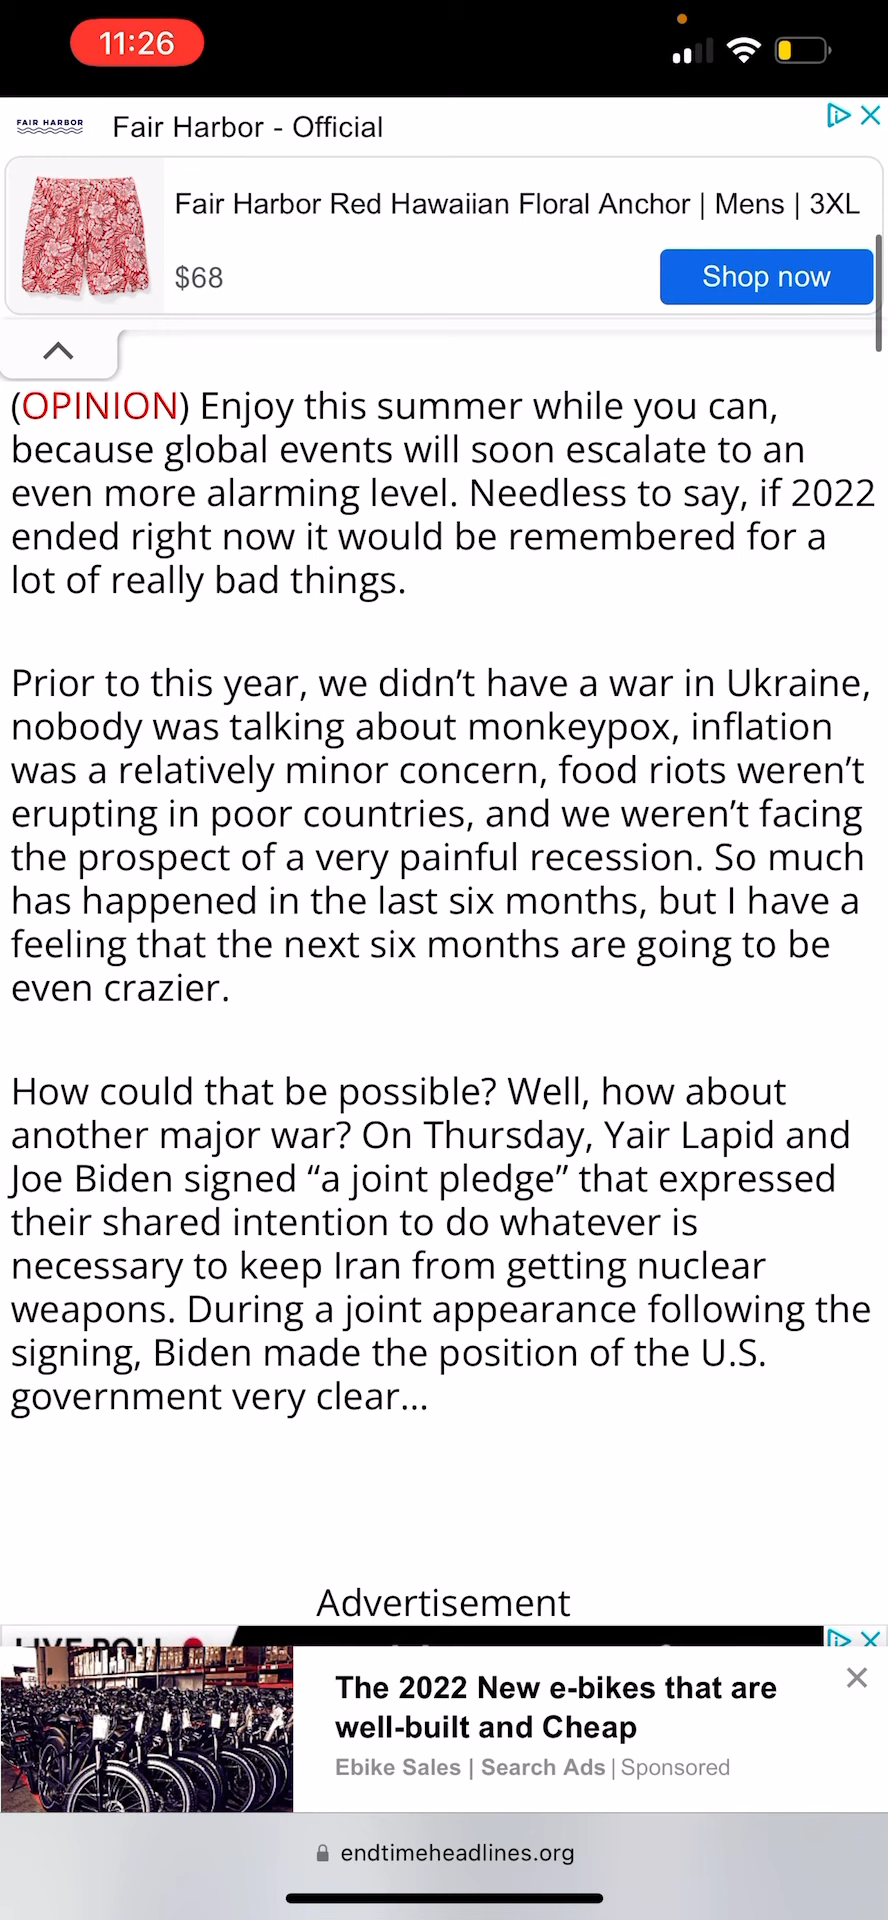 11:26
FAIR HARBOR
Fair Harbor - Official
Fair Harbor Red Hawaiian Floral Anchor | Mens | 3XL
$68
Shop now
(OPINION) Enjoy this summer while you can,
because global events will soon escalate to an
even more alarming level. Needless to say, if 2022
ended right now it would be remembered for a
lot of really bad things.
Prior to this year, we didn’t have a war in Ukraine,
nobody was talking about monkeypox, inflation
was a relatively minor concern, food riots weren’t
erupting in poor countries, and we weren’t facing
the prospect of a very painful recession. So much
has happened in the last six months, but I have a
feeling that the next six months are going to be
even crazier.
How could that be possible? Well, how about
another major war? On Thursday, Yair Lapid and
Joe Biden signed “a joint pledge” that expressed
their shared intention to do whatever is
necessary to keep Iran from getting nuclear
weapons. During a joint appearance following the
signing, Biden made the position of the U.S.
government very clear...
Advertisement
LIVE POLL
The 2022 New e-bikes that are
well-built and Cheap
Ebike Sales | Search Ads | Sponsored
endtimeheadlines.org